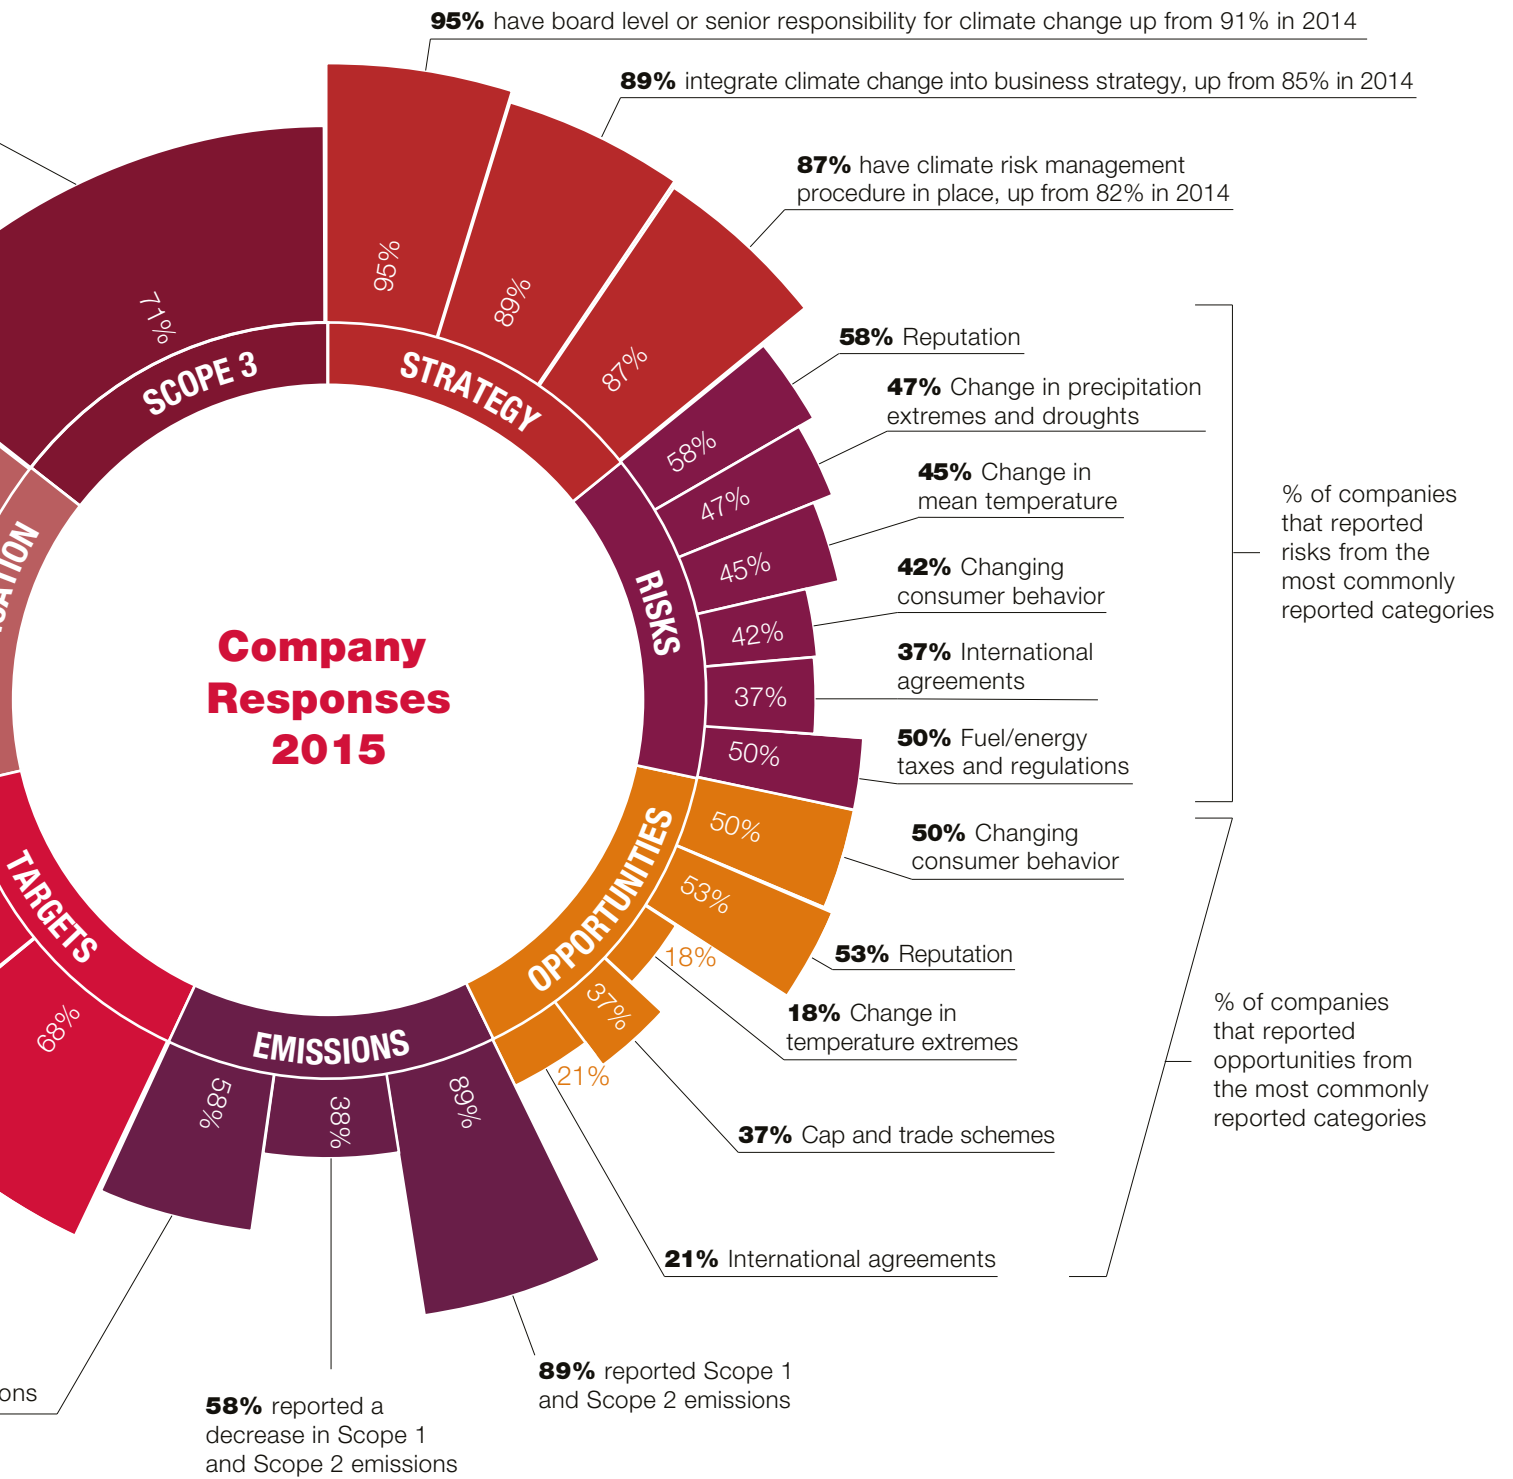 95% have board level or senior responsibility for climate change up from 91% in 2014
89% integrate climate change into business strategy, up from 85% in 2014
87% have climate risk management
procedure in place, up from 82% in 2014
58% Reputation
47% Change in precipitation
extremes and droughts
45% Change in
mean temperature
42% Changing
consumer behavior
37% International
agreements
50% Fuel/energy
taxes and regulations
% of companies
that reported
risks from the
most commonly
reported categories
50% Changing
consumer behavior
53% Reputation
18% Change in
temperature extremes
37% Cap and trade schemes
21% International agreements
% of companies
that reported
opportunities from
the most commonly
reported categories
89% reported Scope 1
and Scope 2 emissions
58% reported a
decrease in Scope 1
and Scope 2 emissions
ons
Company
Responses
2015
SCOPE 3
71%
STRATEGY
95%
89%
87%
RISKS
58%
47%
45%
42%
37%
50%
OPPORTUNITIES
50%
53%
18%
37%
21%
EMISSIONS
89%
38%
58%
TARGETS
68%